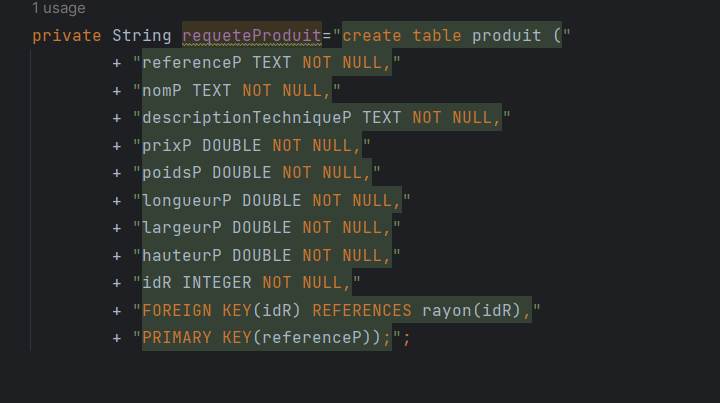 1 usage
private String requeteProduit="create table produit ("
+ "referenceP TEXT NOT NULL,"
+ "nomP TEXT NOT NULL,"
+ "descriptionTechniqueP TEXT NOT NULL,"
+ "prixP DOUBLE NOT NULL,"
+ "poidsP DOUBLE NOT NULL,"
+ "longueurP DOUBLE NOT NULL,"
+ "largeurP DOUBLE NOT NULL,"
+ "hauteurP DOUBLE NOT NULL,"
+ "idR INTEGER NOT NULL,"
+ "FOREIGN KEY(idR) REFERENCES rayon(idR),"
+ "PRIMARY KEY(referenceP));";